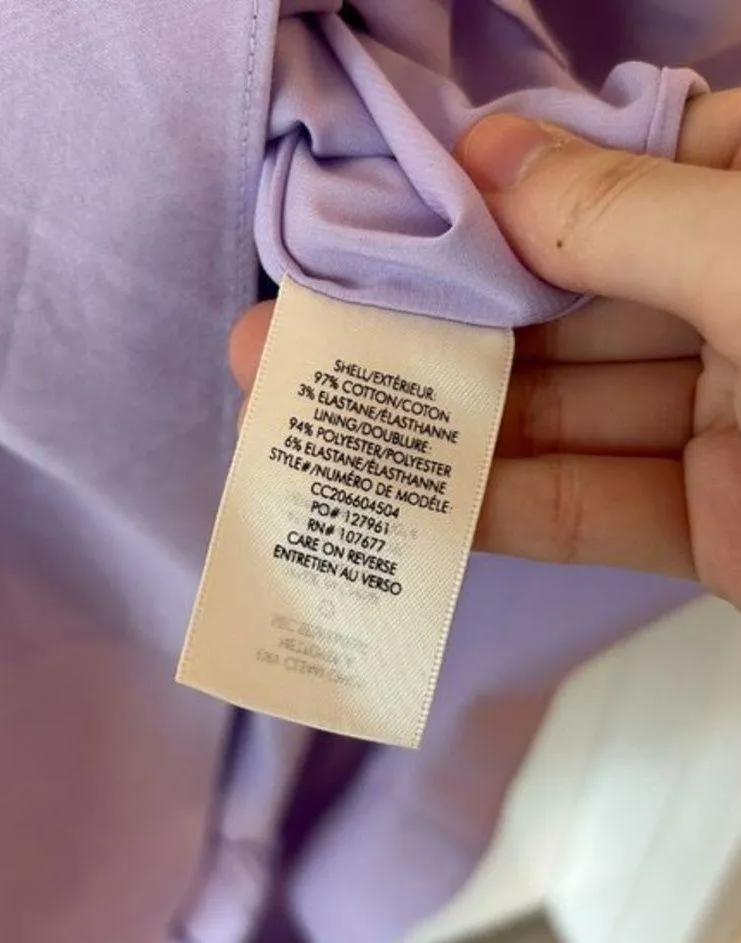 SHELL/EXTÉRIEUR:
97% COTTON/COTON
3% ELASTANE/ÉLASTHANNE
LINING/DOUBLURE:
94% POLYESTER/POLYESTER
6% ELASTANE/ÉLASTHANNE
STYLE#/NUMÉRO DE MODÉLE:
CC206604504
PO# 127961
RN# 107677
CARE ON REVERSE
ENTRETIEN AU VERSO